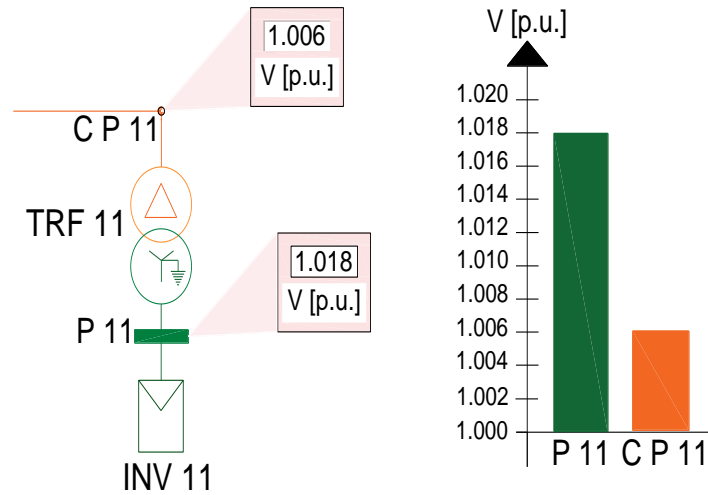 1.006
V [p.u.]
C P 11
TRF 11
1.018
V [p.u.]
P 11
INV 11
V [p.u.]
1.020
1.018
1.016
1.014
1.012
1.010
1.008
1.006
1.004
1.002
1.000
P 11 C P 11